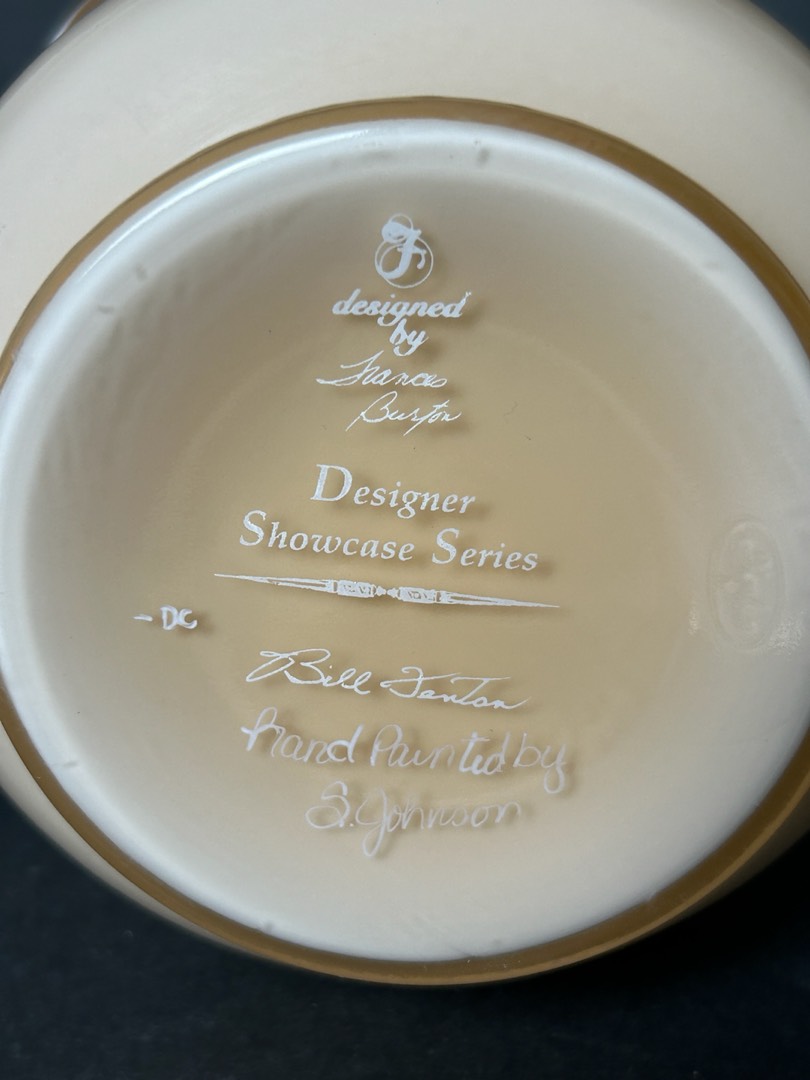 F
designed
by
Frances
Burton
Designer
Showcase Series
- DC
Bill Fenton
Hand Painted by
S. Johnson